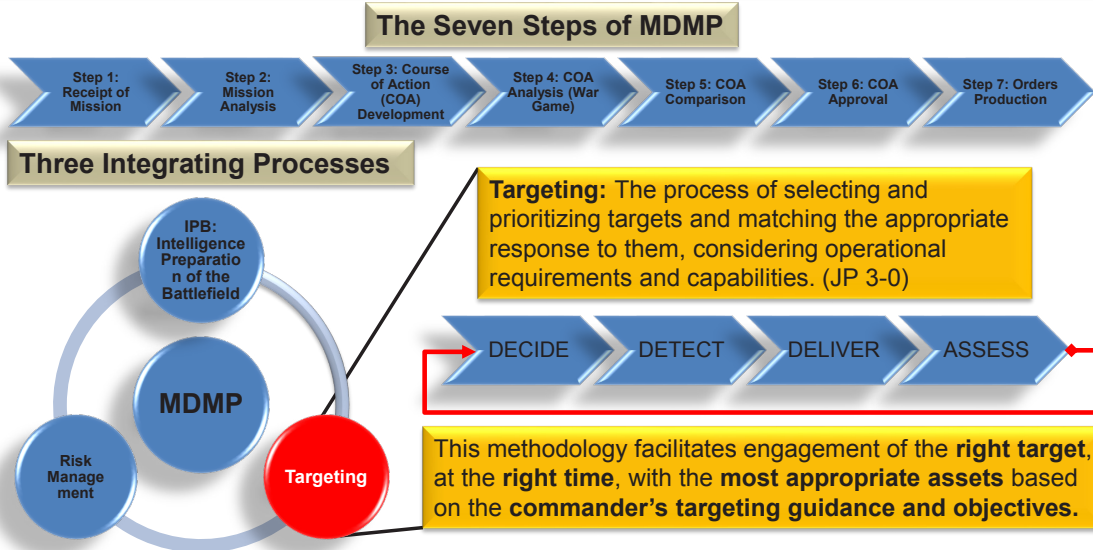 The Seven Steps of MDMP
Step 1:
Receipt of
Mission
Step 2:
Mission
Analysis
Step 3: Course
of Action
(COA)
Development
Step 4: COA
Analysis (War
Game)
Step 5: COA
Comparison
Step 6: COA
Approval
Step 7: Orders
Production
Three Integrating Processes
IPB:
Intelligence
Preparatio
n of the
Battlefield
MDMP
Risk
Manage
ment
Targeting
Targeting: The process of selecting and
prioritizing targets and matching the appropriate
response to them, considering operational
requirements and capabilities. (JP 3-0)
DECIDE
DETECT
DELIVER
ASSESS
This methodology facilitates engagement of the right target,
at the right time, with the most appropriate assets based
on the commander’s targeting guidance and objectives.